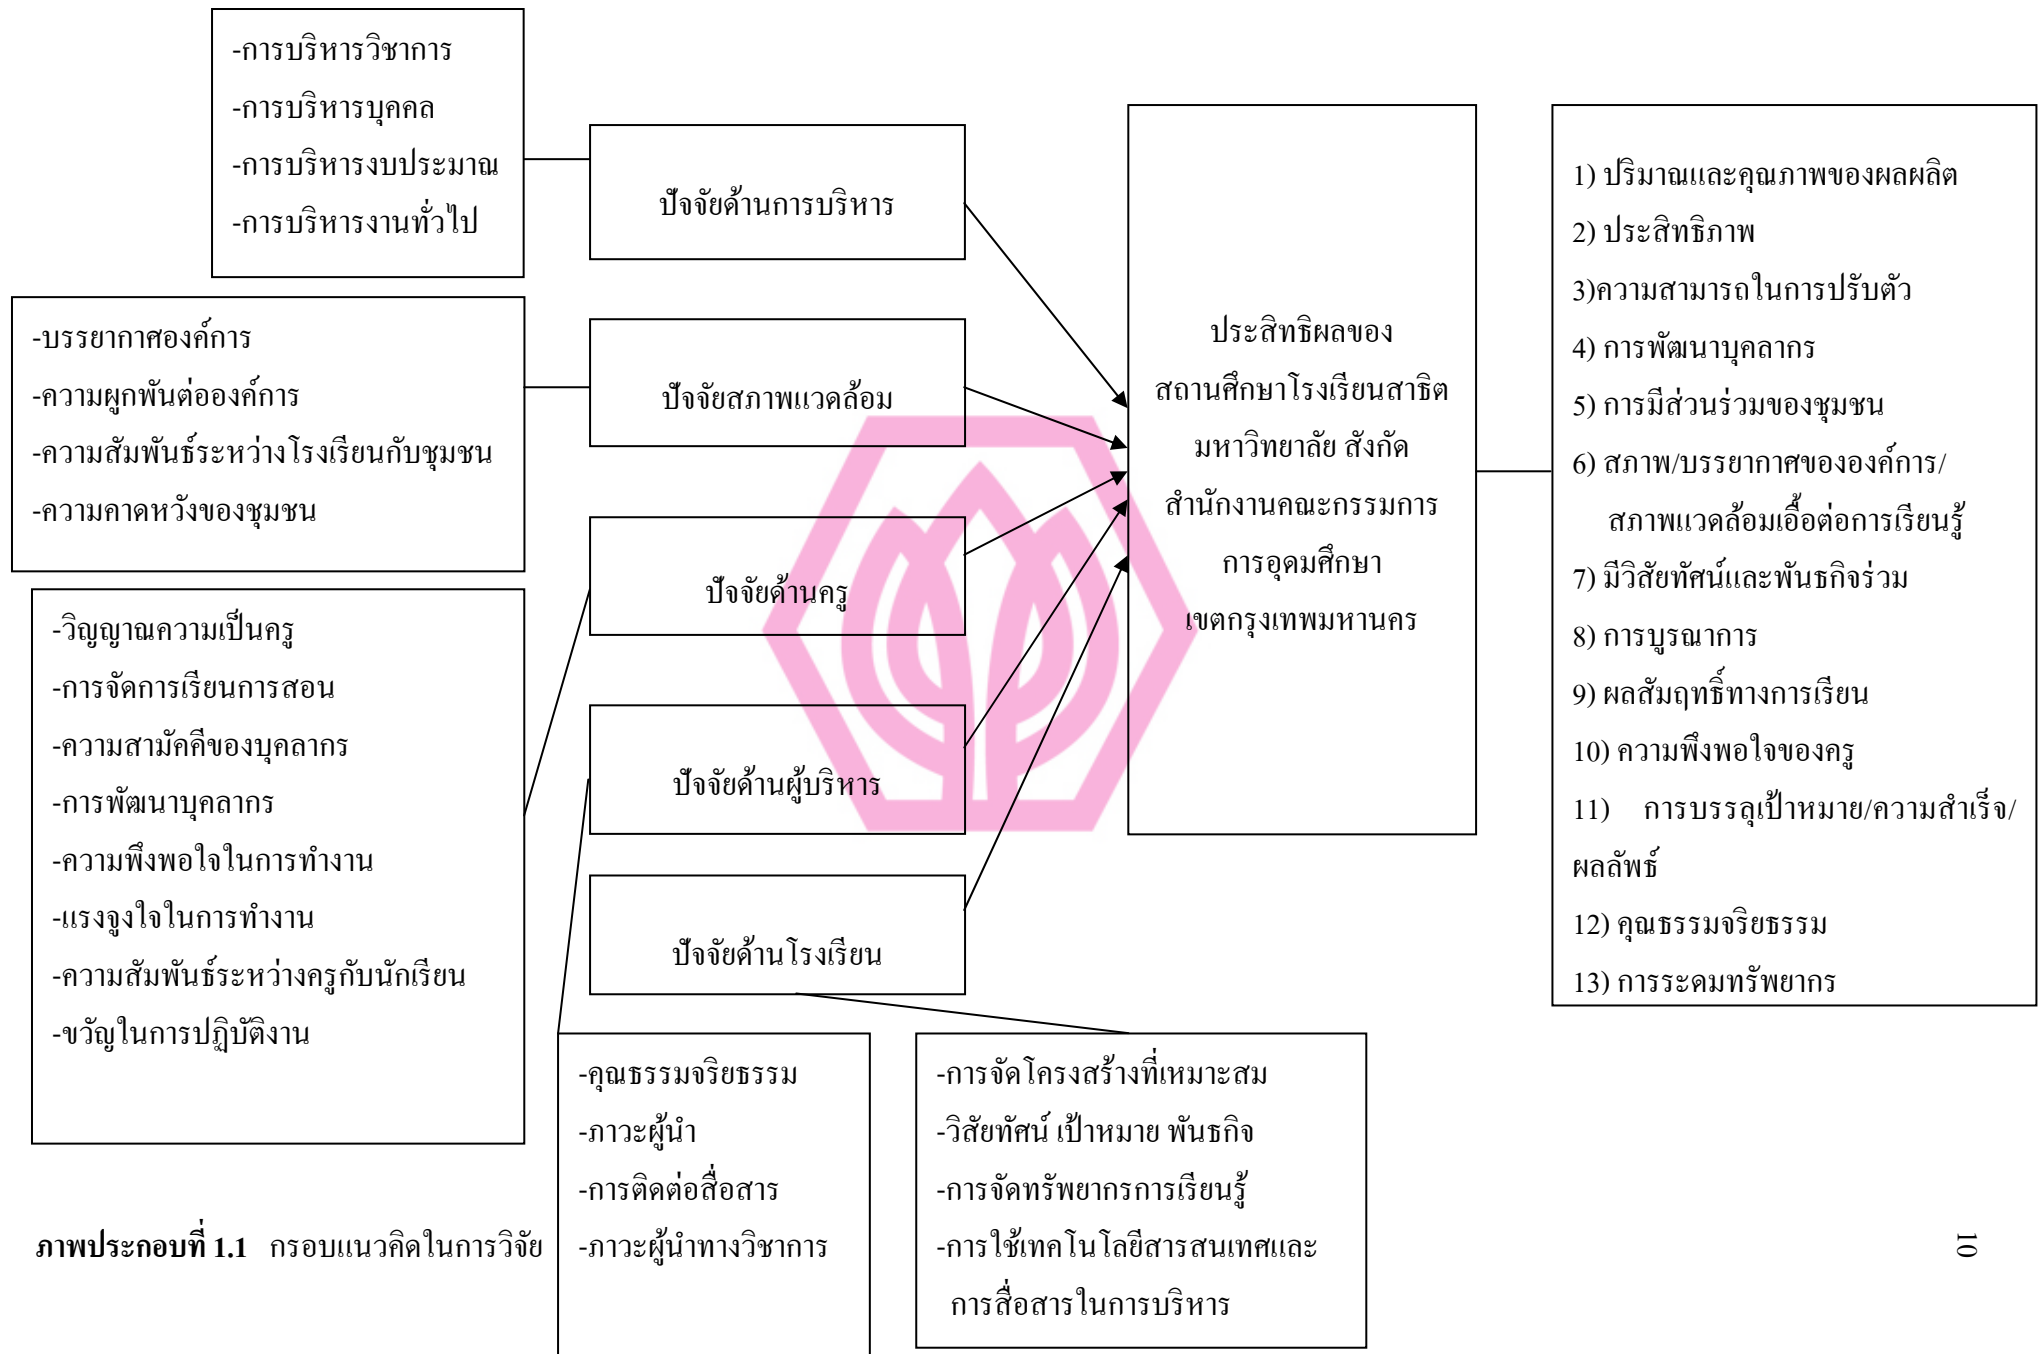 -การบริหารวิชาการ
-การบริหารบุคคล
-การบริหารงบประมาณ
-การบริหารงานทั่วไป
ปัจจัยด้านการบริหาร
-บรรยากาศองค์การ
-ความผูกพันต่อองค์การ
-ความสัมพันธ์ระหว่างโรงเรียนกับชุมชน
-ความคาดหวังของชุมชน
ปัจจัยสภาพแวดล้อม
-วิญญาณความเป็นครู
-การจัดการเรียนการสอน
-ความสามัคคีของบุคลากร
-การพัฒนาบุคลากร
-ความพึงพอใจในการทำงาน
-แรงจูงใจในการทำงาน
-ความสัมพันธ์ระหว่างครูกับนักเรียน
-ขวัญในการปฏิบัติงาน
ปัจจัยด้านครู
ปัจจัยด้านผู้บริหาร
ปัจจัยด้านโรงเรียน
-คุณธรรมจริยธรรม
-ภาวะผู้นำ
-การติดต่อสื่อสาร
-ภาวะผู้นำทางวิชาการ
-การจัดโครงสร้างที่เหมาะสม
-วิสัยทัศน์ เป้าหมาย พันธกิจ
-การจัดทรัพยากรการเรียนรู้
-การใช้เทคโนโลยีสารสนเทศและ
การสื่อสารในการบริหาร
ประสิทธิผลของ
สถานศึกษาโรงเรียนสาธิต
มหาวิทยาลัย สังกัด
สำนักงานคณะกรรมการ
การอุดมศึกษา
เขตกรุงเทพมหานคร
1) ปริมาณและคุณภาพของผลผลิต
2) ประสิทธิภาพ
3)ความสามารถในการปรับตัว
4) การพัฒนาบุคลากร
5) การมีส่วนร่วมของชุมชน
6) สภาพ/บรรยากาศขององค์การ/
สภาพแวดล้อมเอื้อต่อการเรียนรู้
7) มีวิสัยทัศน์และพันธกิจร่วม
8) การบูรณาการ
9) ผลสัมฤทธิ์ทางการเรียน
10) ความพึงพอใจของครู
11) การบรรลุเป้าหมาย/ความสำเร็จ/
ผลลัพธ์
12) คุณธรรมจริยธรรม
13) การระดมทรัพยากร
ภาพประกอบที่ 1.1 กรอบแนวคิดในการวิจัย
10